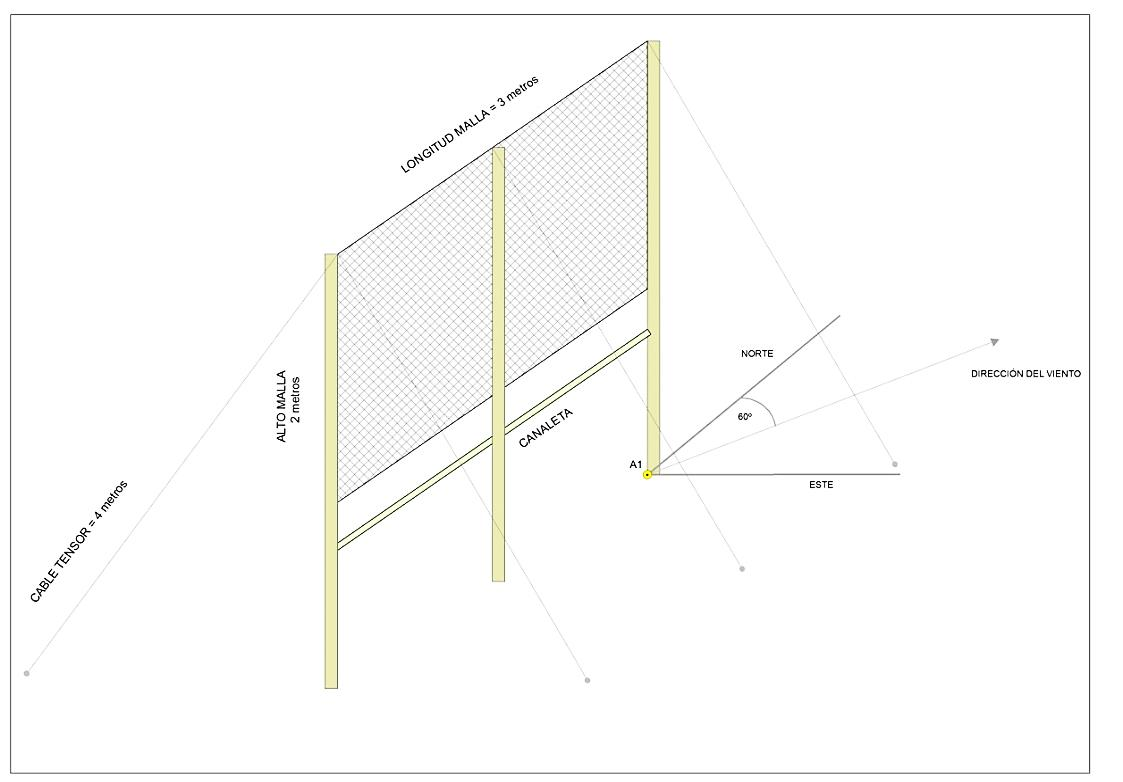 LONGITUD MALLA = 3 metros
ALTO MALLA
2 metros
CABLE TENSOR = 4 metros
CANALETA
NORTE
DIRECCIÓN DEL VIENTO
60º
A1
ESTE